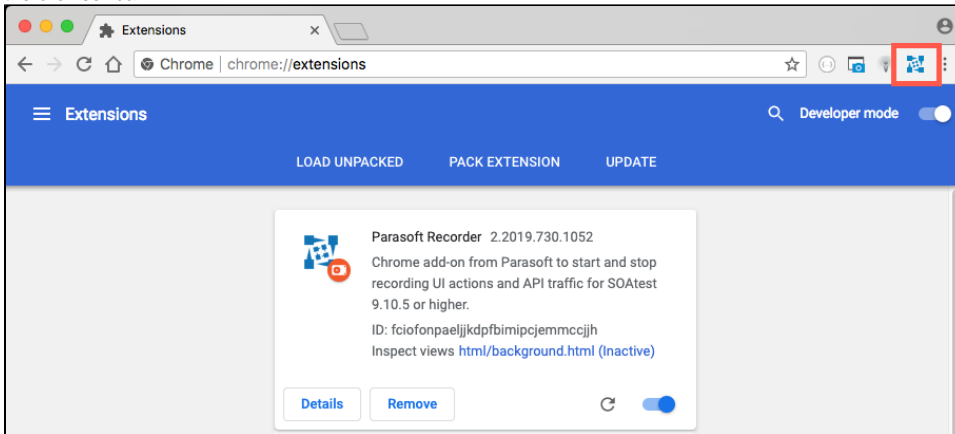 Extensions
Chrome | chrome://extensions
Extensions
Developer mode
LOAD UNPACKED PACK EXTENSION UPDATE
Parasoft Recorder 2.2019.730.1052
Chrome add-on from Parasoft to start and stop
recording UI actions and API traffic for SOAtest
9.10.5 or higher.
ID: fciofonpaeljjkdpfbimipcjemmccjjh
Inspect views html/background.html (Inactive)
Details Remove